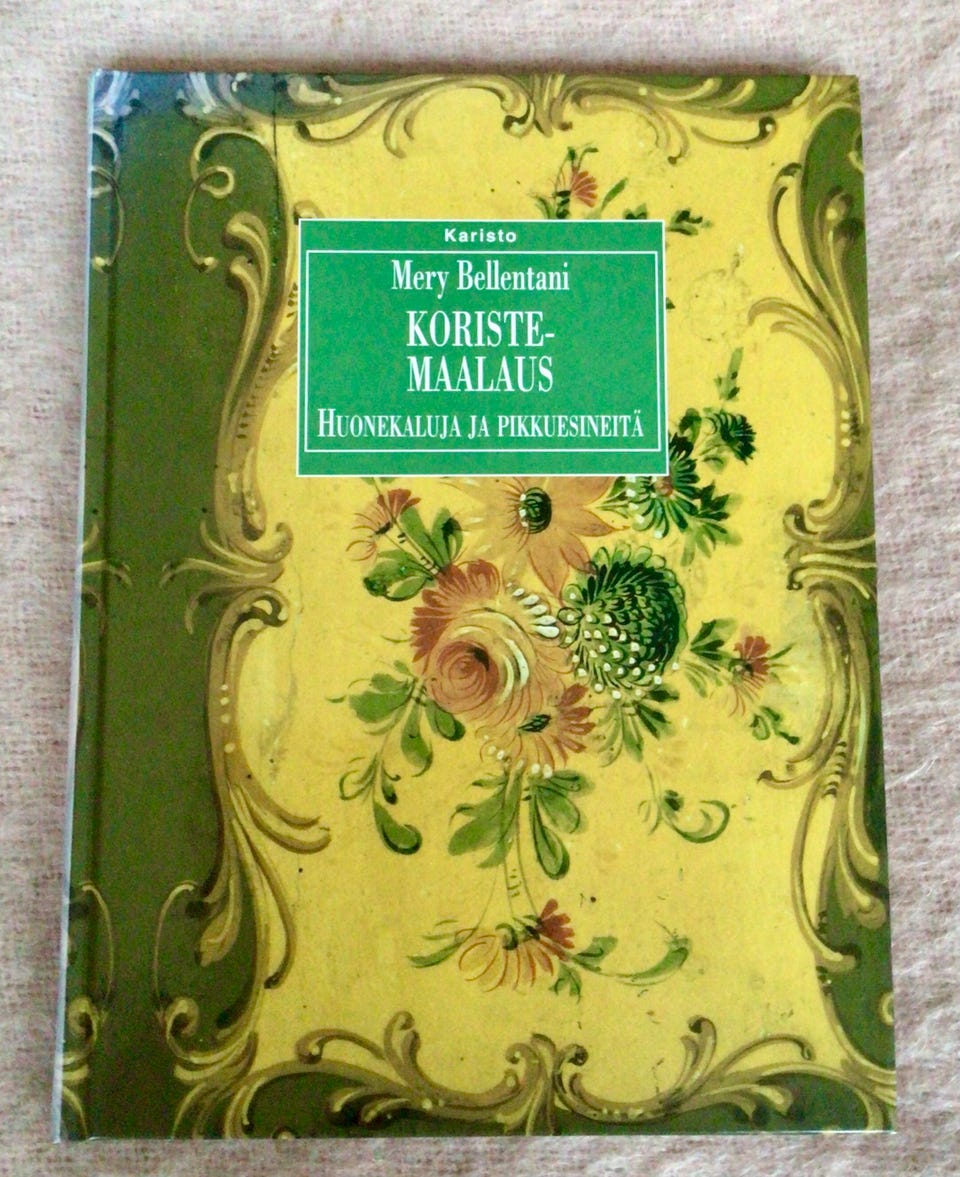 Karisto
Mery Bellentani
KORISTE-
MAALAUS
HUONEKALUJA JA PIKKUESINEITÄ